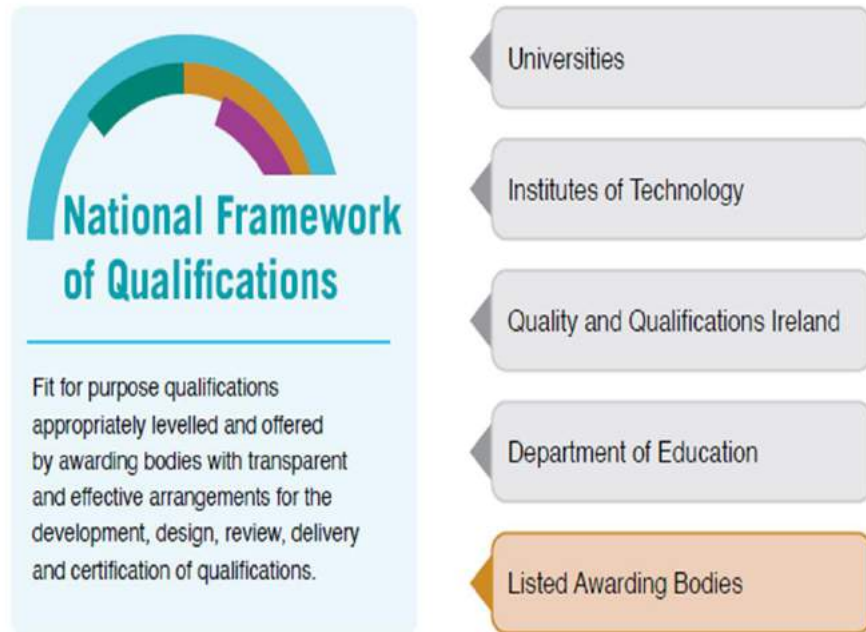 National Framework
of Qualifications
Fit for purpose qualifications
appropriately levelled and offered
by awarding bodies with transparent
and effective arrangements for the
development, design, review, delivery
and certification of qualifications.
Universities
Institutes of Technology
Quality and Qualifications Ireland
Department of Education
Listed Awarding Bodies